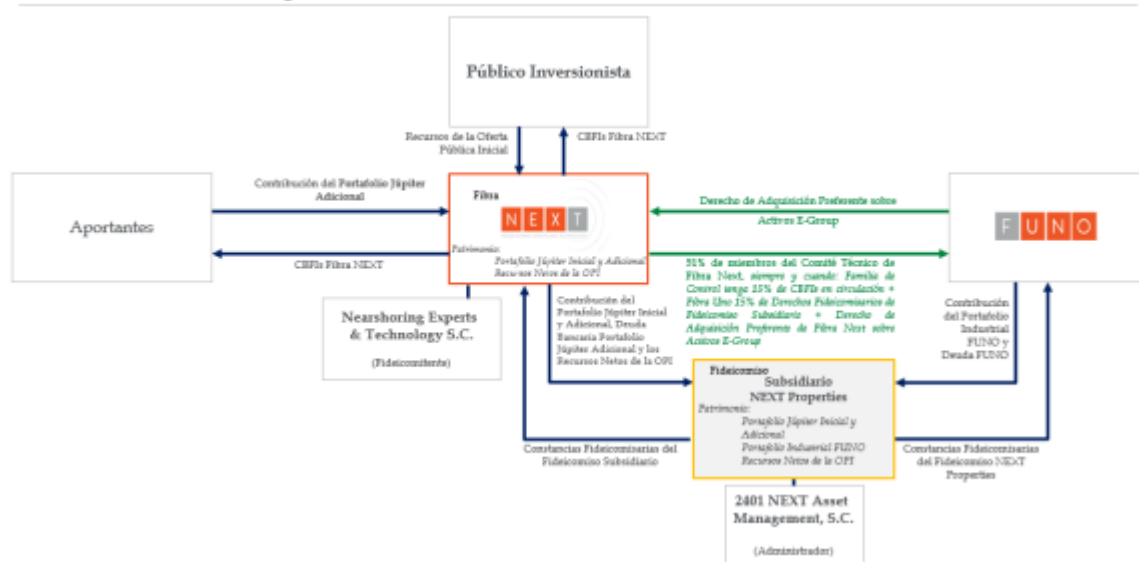 Público Inversionista
Recursos de la Oferta
Pública Inicial
CBFIs Fibra NEXT
Aportantes
Contribución del Portafolio Júpiter
Adicional
CBFIs Fibra NEXT
Fibra
NEXT
Patrimonio:
Portafolio Júpiter Inicial y Adicional
Recursos Netos de la OPI
Derecho de Adquisición Preferente sobre
Activos E-Group
FUNO
51% de miembros del Comité Técnico de
Fibra Next, siempre y cuando: Familia de
Control tenga 15% de CBFIs en circulación +
Fibra Uno 15% de Derechos Fideicomisarios de
Fideicomiso Subsidiario + Derecho de
Adquisición Preferente de Fibra Next sobre
Activos E-Group
Nearshoring Experts
& Technology S.C.
(Fideicomitente)
Contribución del
Portafolio Júpiter Inicial
y Adicional, Deuda
Bancaria Portafolio
Júpiter Adicional y los
Recursos Netos de la OPI
Contribución
del Portafolio
Industrial
FUNO y
Deuda FUNO
Fideicomiso
Subsidiario
NEXT Properties
Patrimonio:
Portafolio Júpiter Inicial y
Adicional
Portafolio Industrial FUNO
Recursos Netos de la OPI
Constancias Fideicomisarias del
Fideicomiso Subsidiario
Constancias Fideicomisarias
del Fideicomiso NEXT
Properties
2401 NEXT Asset
Management, S.C.
(Administrador)